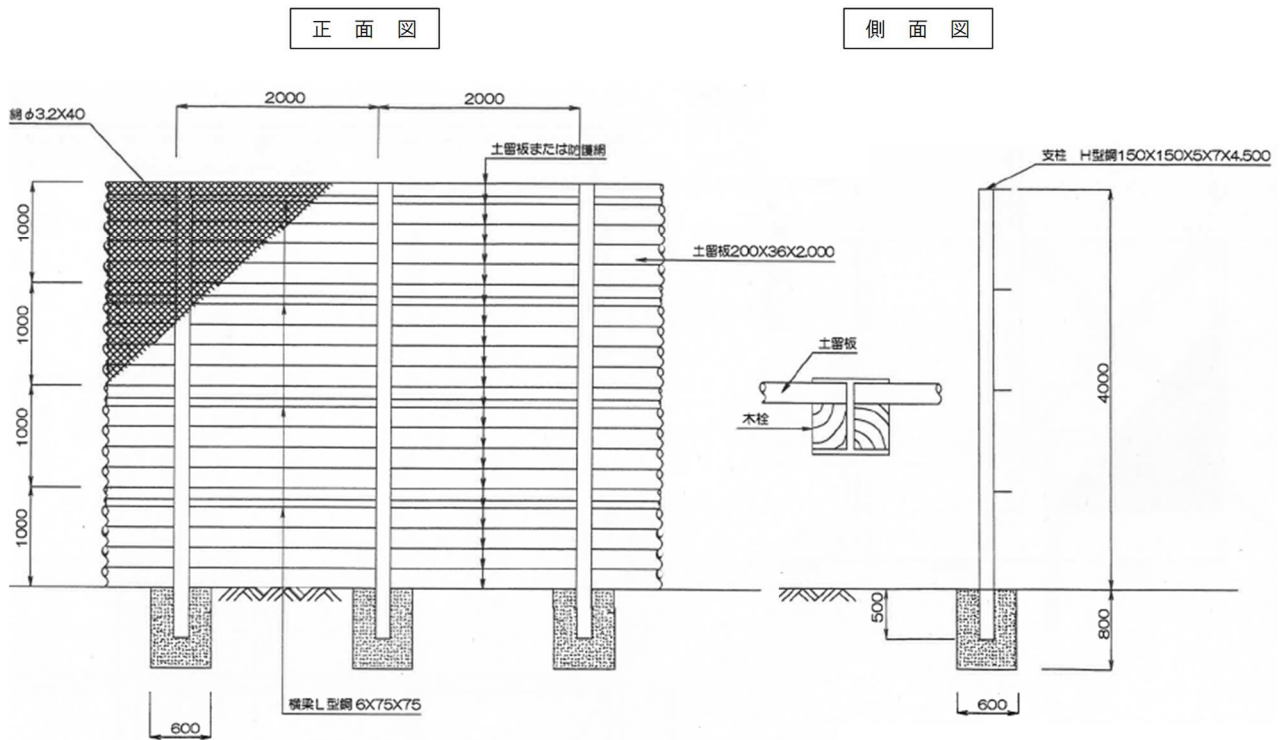 正 面 図
側 面 図
2000
2000
網φ3.2X40
土留板または防護網
支柱 H型鋼150X150X5X7X4.500
1000
土留板200X36X2.000
1000
土留板
4000
木栓
1000
1000
500
800
横梁L型鋼 6X75X75
600
600